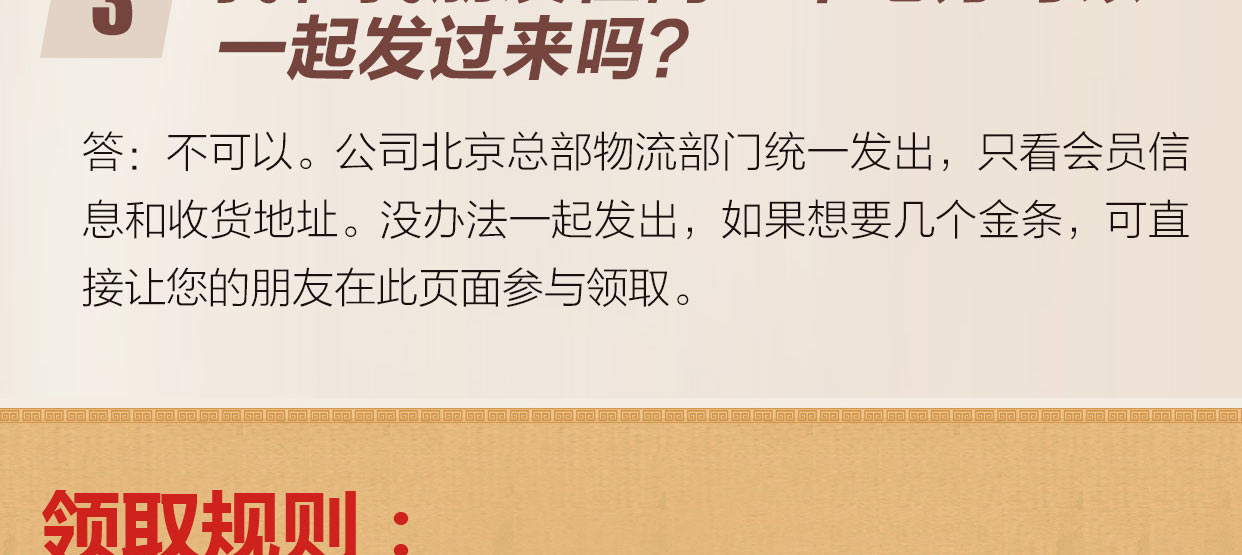 3
一起发过来吗？
答：不可以。公司北京总部物流部门统一发出，只看会员信
息和收货地址。没办法一起发出，如果想要几个金条，可直
接让您的朋友在此页面参与领取。
领取规则：